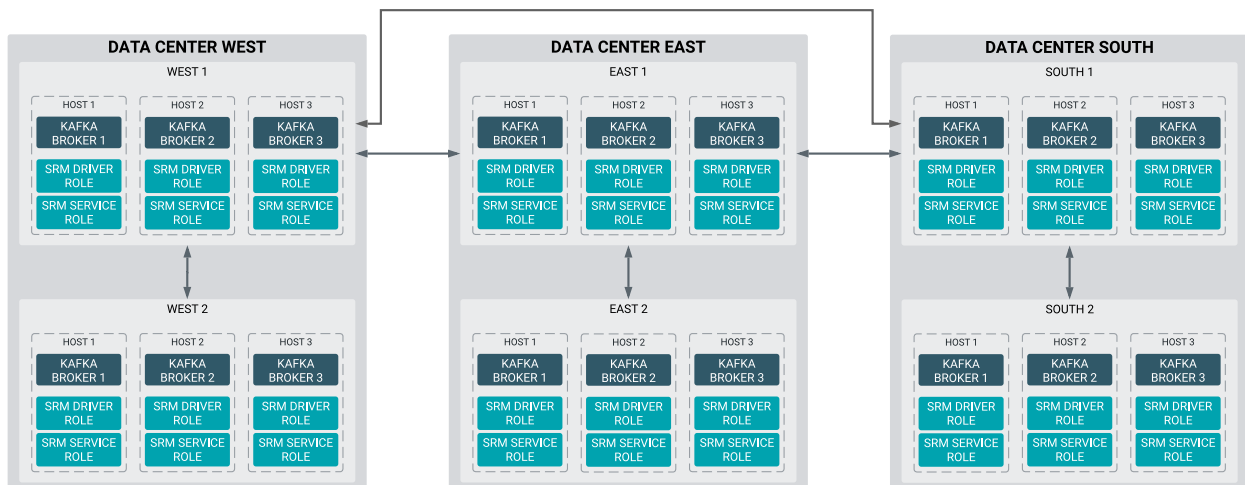 DATA CENTER WEST
WEST 1
HOST 1
KAFKA
BROKER 1
SRM DRIVER
ROLE
SRM SERVICE
ROLE
HOST 2
KAFKA
BROKER 2
SRM DRIVER
ROLE
SRM SERVICE
ROLE
HOST 3
KAFKA
BROKER 3
SRM DRIVER
ROLE
SRM SERVICE
ROLE
WEST 2
HOST 1
KAFKA
BROKER 1
SRM DRIVER
ROLE
SRM SERVICE
ROLE
HOST 2
KAFKA
BROKER 2
SRM DRIVER
ROLE
SRM SERVICE
ROLE
HOST 3
KAFKA
BROKER 3
SRM DRIVER
ROLE
SRM SERVICE
ROLE
DATA CENTER EAST
EAST 1
HOST 1
KAFKA
BROKER 1
SRM DRIVER
ROLE
SRM SERVICE
ROLE
HOST 2
KAFKA
BROKER 2
SRM DRIVER
ROLE
SRM SERVICE
ROLE
HOST 3
KAFKA
BROKER 3
SRM DRIVER
ROLE
SRM SERVICE
ROLE
EAST 2
HOST 1
KAFKA
BROKER 1
SRM DRIVER
ROLE
SRM SERVICE
ROLE
HOST 2
KAFKA
BROKER 2
SRM DRIVER
ROLE
SRM SERVICE
ROLE
HOST 3
KAFKA
BROKER 3
SRM DRIVER
ROLE
SRM SERVICE
ROLE
DATA CENTER SOUTH
SOUTH 1
HOST 1
KAFKA
BROKER 1
SRM DRIVER
ROLE
SRM SERVICE
ROLE
HOST 2
KAFKA
BROKER 2
SRM DRIVER
ROLE
SRM SERVICE
ROLE
HOST 3
KAFKA
BROKER 3
SRM DRIVER
ROLE
SRM SERVICE
ROLE
SOUTH 2
HOST 1
KAFKA
BROKER 1
SRM DRIVER
ROLE
SRM SERVICE
ROLE
HOST 2
KAFKA
BROKER 2
SRM DRIVER
ROLE
SRM SERVICE
ROLE
HOST 3
KAFKA
BROKER 3
SRM DRIVER
ROLE
SRM SERVICE
ROLE